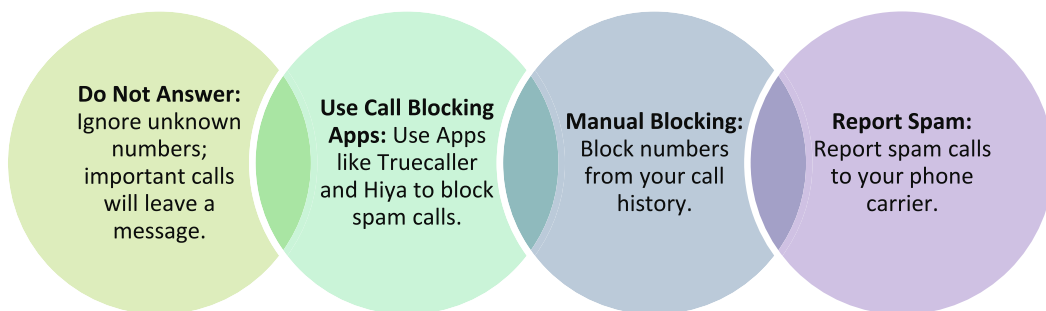 Do Not Answer:
Ignore unknown
numbers;
important calls
will leave a
message.
Use Call Blocking
Apps: Use Apps
like Truecaller
and Hiya to block
spam calls.
Manual Blocking:
Block numbers
from your call
history.
Report Spam:
Report spam calls
to your phone
carrier.